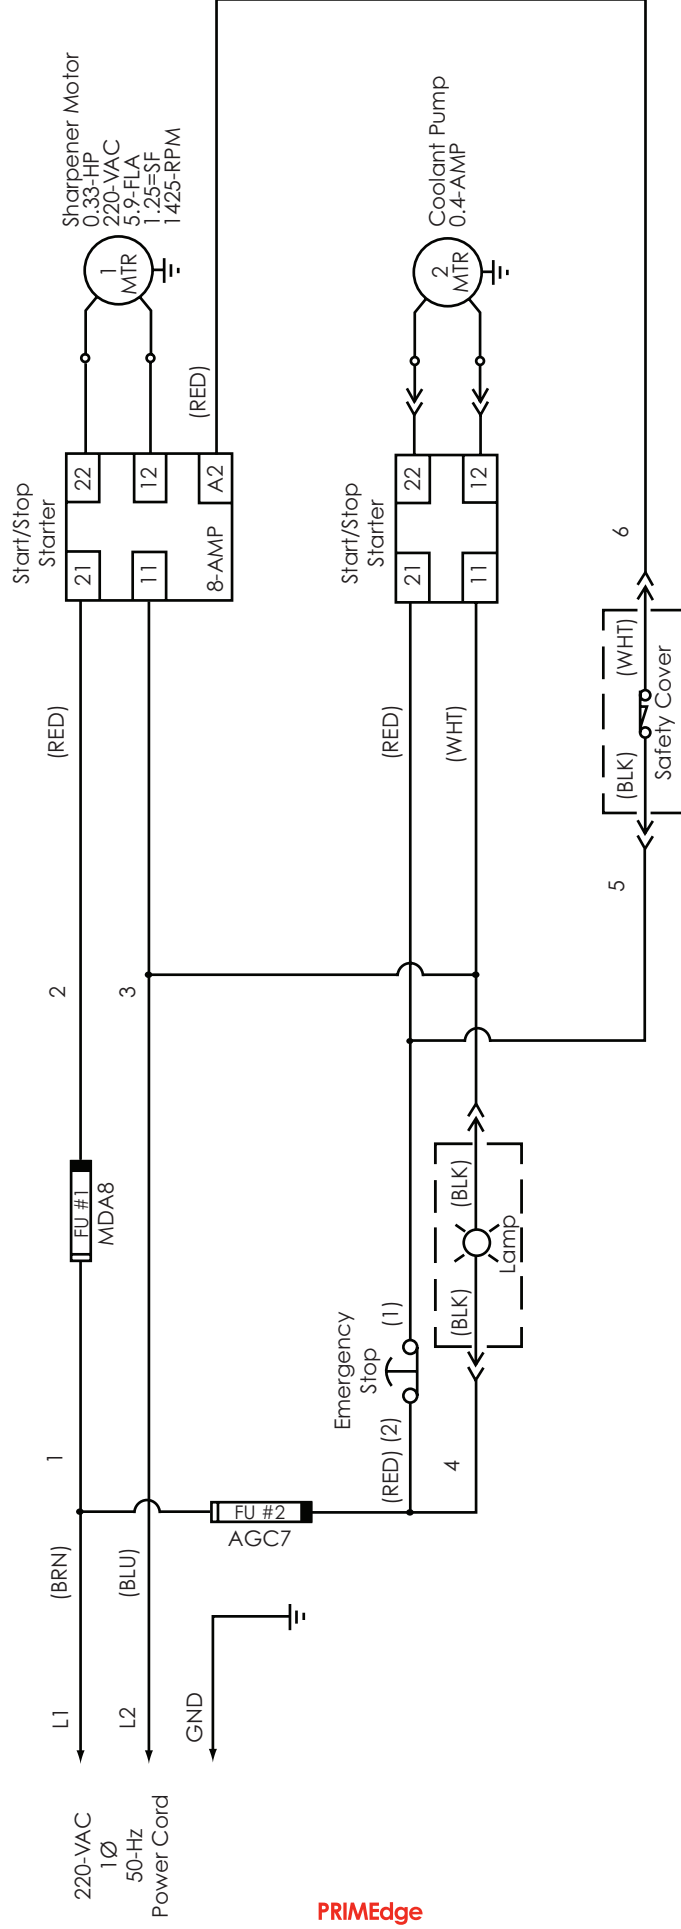 220-VAC
1Ø
50-Hz
Power Cord
L1
(BRN)
1
FU #1
MDA8
2
(RED)
L2
(BLU)
3
GND
FU #2
AGC7
Start/Stop
Starter
21
22
11
12
8-AMP
A2
(RED)
1
MTR
Sharpener Motor
0.33-HP
220-VAC
5.9-FLA
1.25=SF
1425-RPM
Emergency
Stop
(RED) (2)
(1)
4
(BLK)
(BLK)
Lamp
(RED)
(WHT)
Start/Stop
Starter
21
22
11
12
2
MTR
Coolant Pump
0.4-AMP
5
(BLK)
(WHT)
Safety Cover
6
PRIMEdge